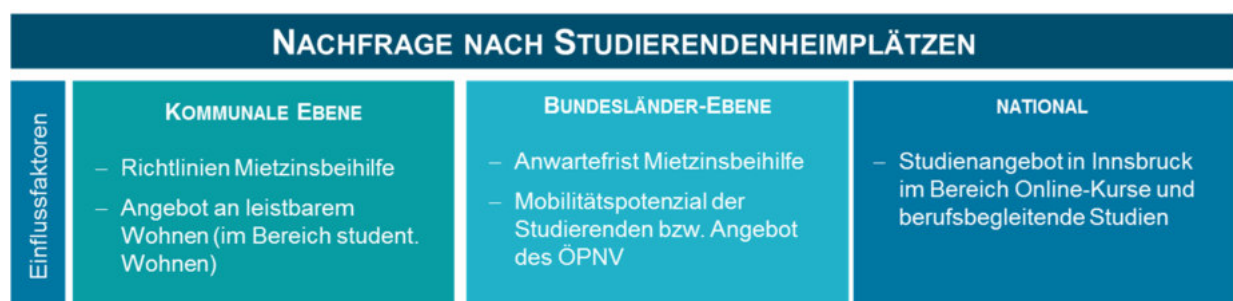 NACHFRAGE NACH STUDIERENDENHEIMPLÄTZEN
Einflussfaktoren
KOMMUNALE EBENE
– Richtlinien Mietzinsbeihilfe
– Angebot an leistbarem
Wohnen (im Bereich student.
Wohnen)
BUNDESLÄNDER-EBENE
– Anwartefrist Mietzinsbeihilfe
– Mobilitätspotenzial der
Studierenden bzw. Angebot
des ÖPNV
NATIONAL
– Studienangebot in Innsbruck
im Bereich Online-Kurse und
berufsbegleitende Studien